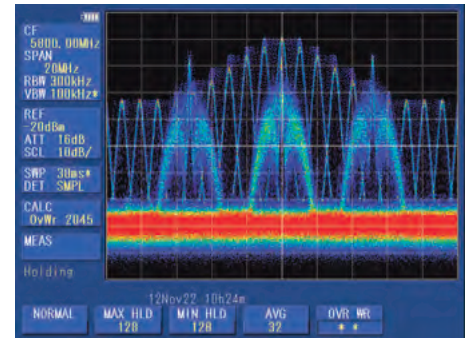 CF
5800. 00MHz
SPAN
20MHz
RBW 300kHz
VBW 100kHz*
REF
-20dBm
ATT 16dB
SCL 10dB/
SWP 30ms*
DET SMPL
CALC
OvWr 2045
MEAS
Holding
12Nov22 10h24m
NORMAL
MAX HLD
128
MIN HLD
128
AVG
32
OVR WR
* *